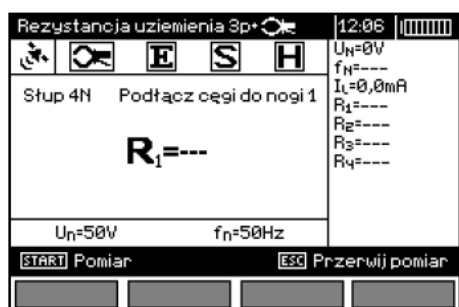 Rezystancja uziemienia 3p+
12:06
E S H
Słup 4N Podłącz cęgi do nogi 1
R₁=---
Un=50V fn=50Hz
UN=0V
fN=---
IL=0,0mA
R1=---
R2=---
R3=---
R4=---
START Pomiar
ESC Przerwij pomiar